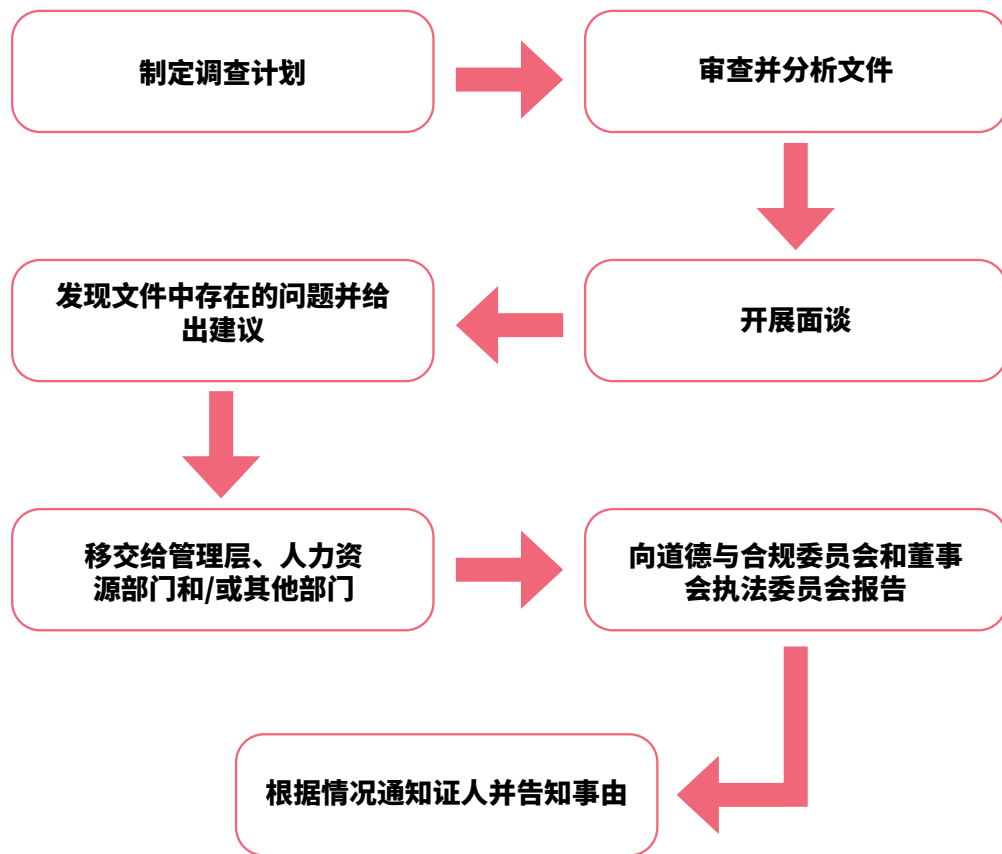 制定调查计划
审查并分析文件
开展面谈
发现文件中存在的问题并给
出建议
移交给管理层、人力资
源部门和/或其他部门
向道德与合规委员会和董事
会执法委员会报告
根据情况通知证人并告知事由